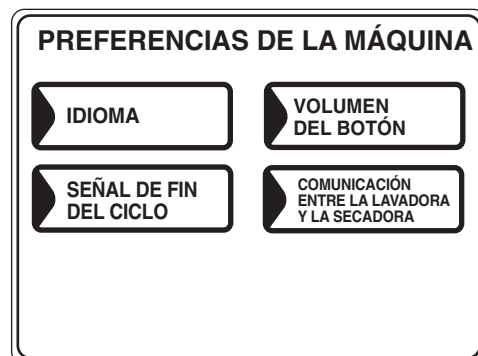 PREFERENCIAS DE LA MÁQUINA
IDIOMA
VOLUMEN
DEL BOTÓN
SEÑAL DE FIN
DEL CICLO
COMUNICACIÓN
ENTRE LA LAVADORA
Y LA SECADORA